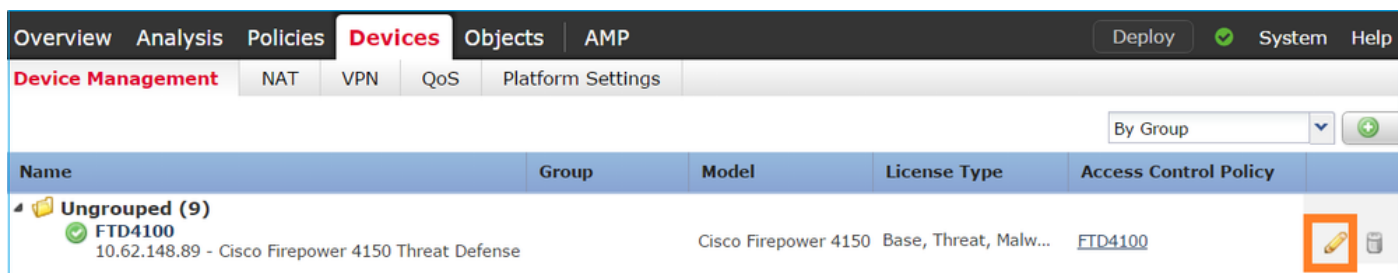 Overview Analysis Policies Devices Objects AMP Deploy System Help
Device Management NAT VPN QoS Platform Settings
By Group
Name Group Model License Type Access Control Policy
Ungrouped (9)
FTD4100
10.62.148.89 - Cisco Firepower 4150 Threat Defense Cisco Firepower 4150 Base, Threat, Malw... FTD4100